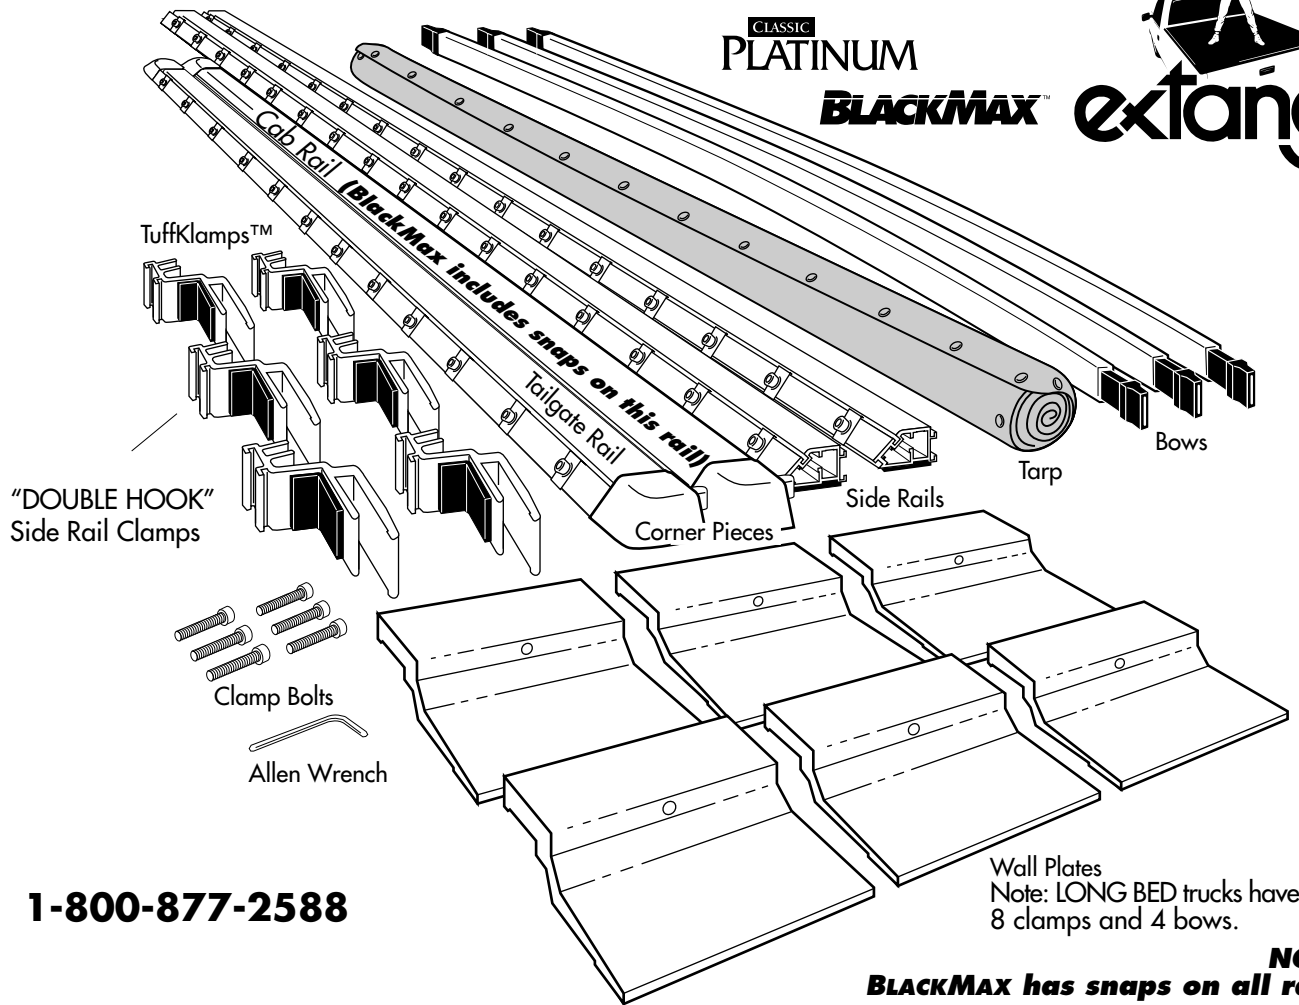 CLASSIC
PLATINUM
BLACKMAX™
Cab Rail (BlackMax includes snaps on this rail)
TuffKlamps™
Tailgate Rail
Bows
Tarp
"DOUBLE HOOK"
Side Rail Clamps
Side Rails
Corner Pieces
Clamp Bolts
Allen Wrench
Wall Plates
Note: LONG BED trucks have
8 clamps and 4 bows.
1-800-877-2588
BLACKMAX has snaps on all